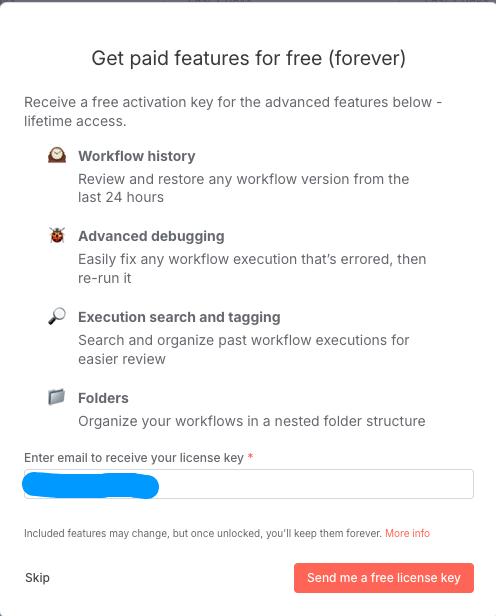 Get paid features for free (forever)
Receive a free activation key for the advanced features below -
lifetime access.
Workflow history
Review and restore any workflow version from the
last 24 hours
Advanced debugging
Easily fix any workflow execution that’s errored, then
re-run it
Execution search and tagging
Search and organize past workflow executions for
easier review
Folders
Organize your workflows in a nested folder structure
Enter email to receive your license key *
Included features may change, but once unlocked, you'll keep them forever. More info
Skip
Send me a free license key